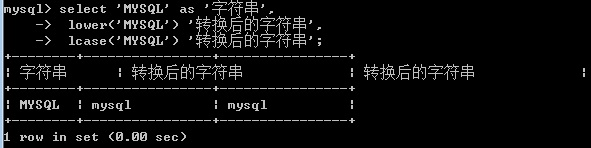 mysql> select 'MYSQL' as '字符串',
    -> lower('MYSQL') '转换后的字符串',
    -> lcase('MYSQL') '转换后的字符串';
+--------+----------------+----------------+
| 字符串 | 转换后的字符串 | 转换后的字符串 |
+--------+----------------+----------------+
| MYSQL | mysql | mysql |
+--------+----------------+----------------+
1 row in set (0.00 sec)